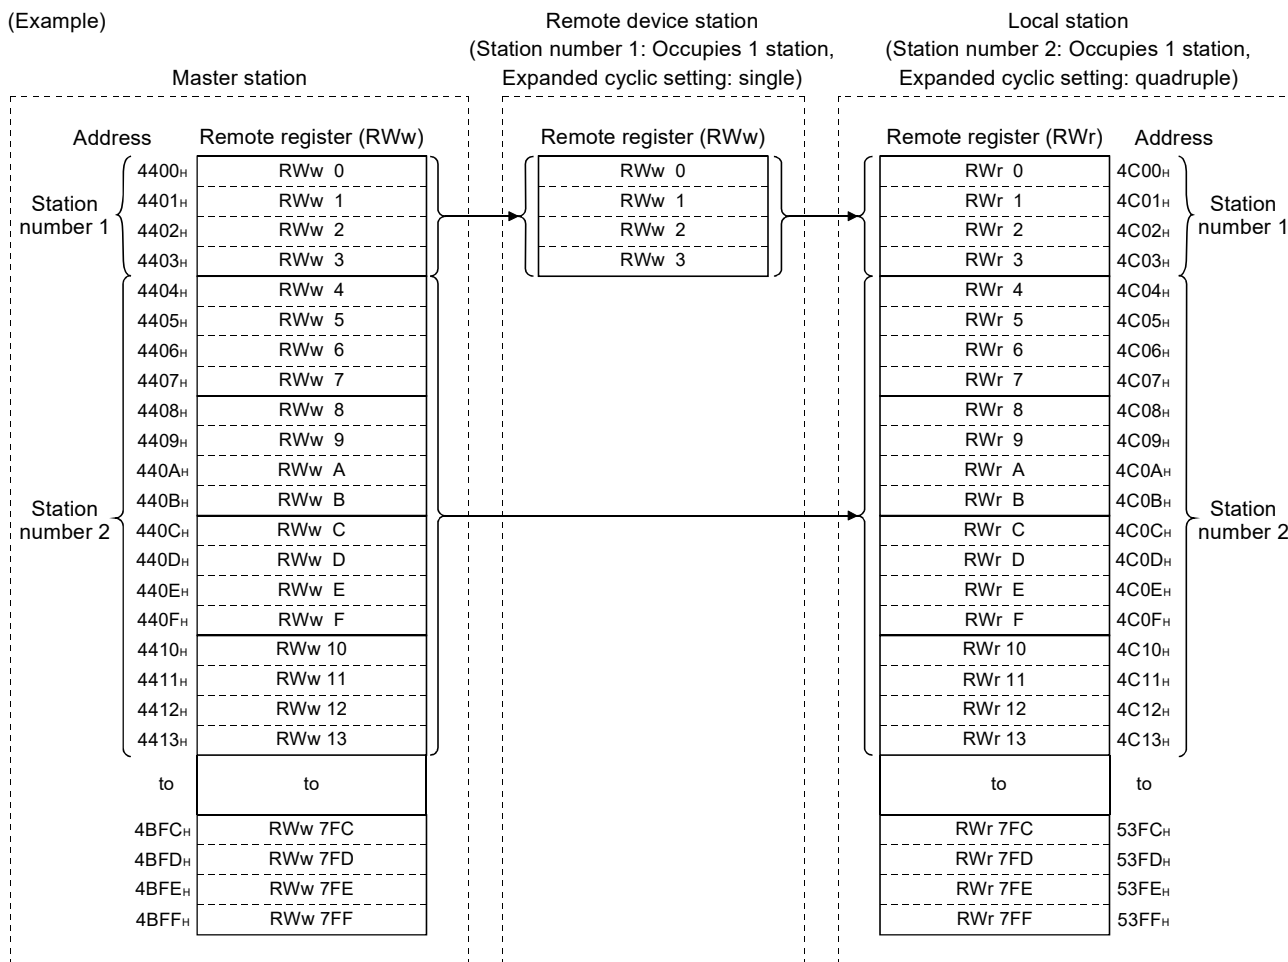 (Example)
Remote device station
(Station number 1: Occupies 1 station,
Expanded cyclic setting: single)
Local station
(Station number 2: Occupies 1 station,
Expanded cyclic setting: quadruple)
Master station
Address Remote register (RWw) Remote register (RWw) Remote register (RWr) Address
4400H RWw 0 RWw 0 RWr 0 4C00H
4401H RWw 1 RWw 1 RWr 1 4C01H
Station
number 1
Station
number 1
4402H RWw 2 RWw 2 RWr 2 4C02H
4403H RWw 3 RWw 3 RWr 3 4C03H
4404H RWw 4 RWr 4 4C04H
4405H RWw 5 RWr 5 4C05H
4406H RWw 6 RWr 6 4C06H
4407H RWw 7 RWr 7 4C07H
4408H RWw 8 RWr 8 4C08H
4409H RWw 9 RWr 9 4C09H
440AH RWw A RWr A 4C0AH
440BH RWw B RWr B 4C0BH
Station
number 2
Station
number 2
440CH RWw C RWr C 4C0CH
440DH RWw D RWr D 4C0DH
440EH RWw E RWr E 4C0EH
440FH RWw F RWr F 4C0FH
4410H RWw 10 RWr 10 4C10H
4411H RWw 11 RWr 11 4C11H
4412H RWw 12 RWr 12 4C12H
4413H RWw 13 RWr 13 4C13H
to to to to
4BFCH RWw 7FC RWr 7FC 53FCH
4BFDH RWw 7FD RWr 7FD 53FDH
4BFEH RWw 7FE RWr 7FE 53FEH
4BFFH RWw 7FF RWr 7FF 53FFH